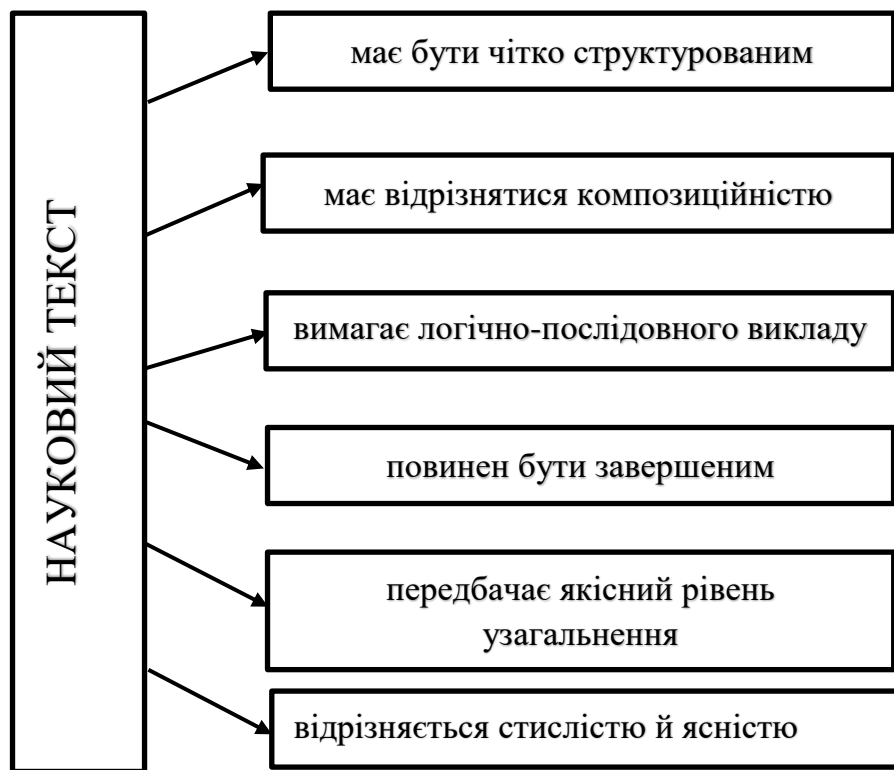 НАУКОВИЙ ТЕКСТ
має бути чітко структурованим
має відрізнятися композиційністю
вимагає логічно-послідовного викладу
повинен бути завершеним
передбачає якісний рівень
узагальнення
відрізняється стислістю й ясністю